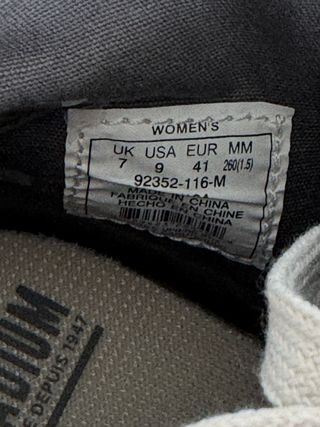 WOMEN'S
UK USA EUR MM
7 9 41 260(1.5)
92352-116-M
MADE IN CHINA
FABRIQUÉ EN CHINE
HECHO EN CHINA
DIUM
E DEPUIS 1947